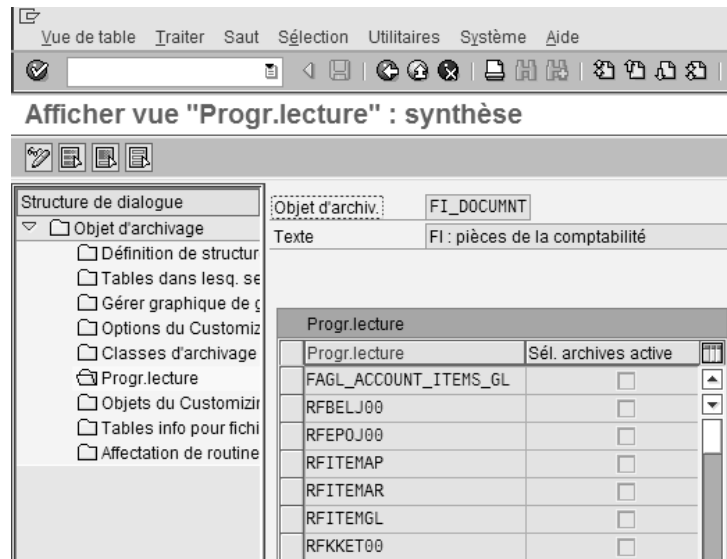 Vue de table Traiter Saut Sélection Utilitaires Système Aide
Afficher vue "Progr.lecture" : synthèse
Structure de dialogue
Objet d'archivage
Définition de structur
Tables dans lesq. se
Gérer graphique de g
Options du Customiz
Classes d'archivage
Progr.lecture
Objets du Customizir
Tables info pour fichi
Affectation de routine
Objet d'archiv. FI_DOCUMNT
Texte FI : pièces de la comptabilité
Progr.lecture
Progr.lecture Sél. archives active
FAGL_ACCOUNT_ITEMS_GL
RFBELJ00
RFEPOJ00
RFITEMAP
RFITEMAR
RFITEMGL
RFKKET00